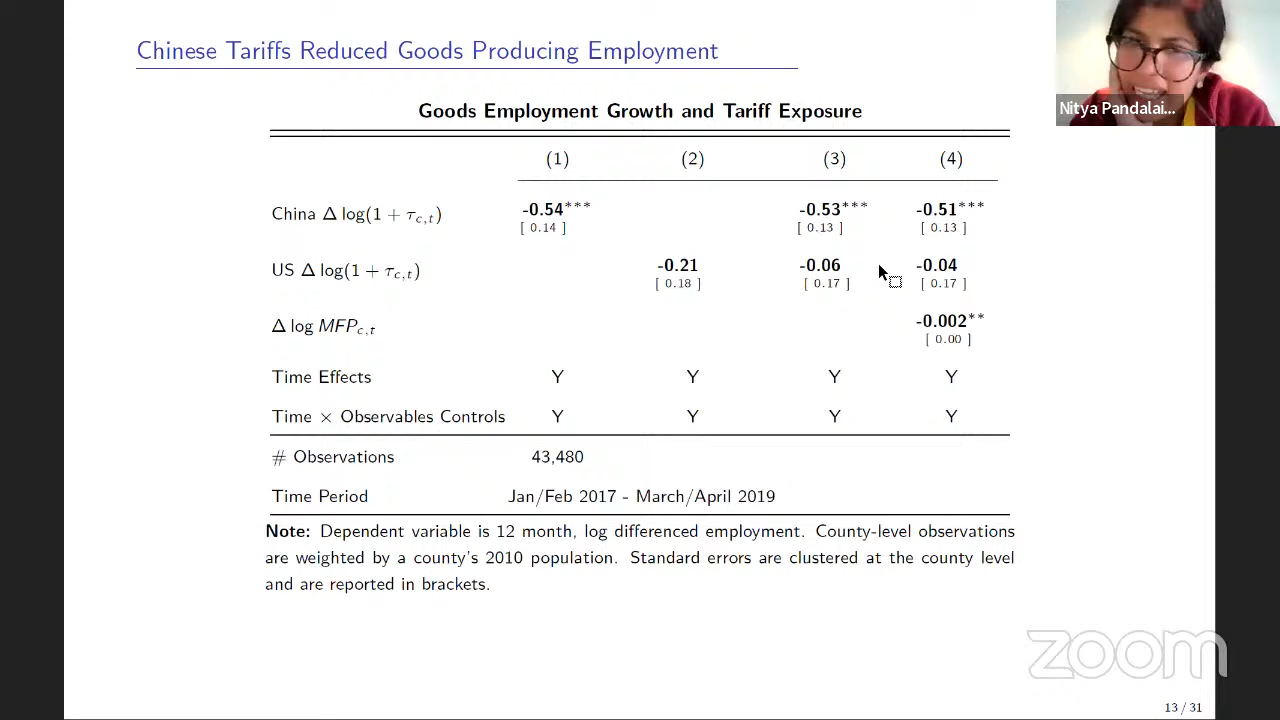 Chinese Tariffs Reduced Goods Producing Employment
Nitya Pandalai...
Goods Employment Growth and Tariff Exposure
(1) (2) (3) (4)
China Δ log(1 + τc,t) -0.54*** -0.53*** -0.51***
[ 0.14 ] [ 0.13 ] [ 0.13 ]
US Δ log(1 + τc,t) -0.21 -0.06 -0.04
[ 0.18 ] [ 0.17 ] [ 0.17 ]
Δ log MFPc,t -0.002**
[ 0.00 ]
Time Effects Y Y Y Y
Time × Observables Controls Y Y Y Y
# Observations 43,480
Time Period Jan/Feb 2017 - March/April 2019
Note: Dependent variable is 12 month, log differenced employment. County-level observations
are weighted by a county's 2010 population. Standard errors are clustered at the county level
and are reported in brackets.
zoom
13 / 31